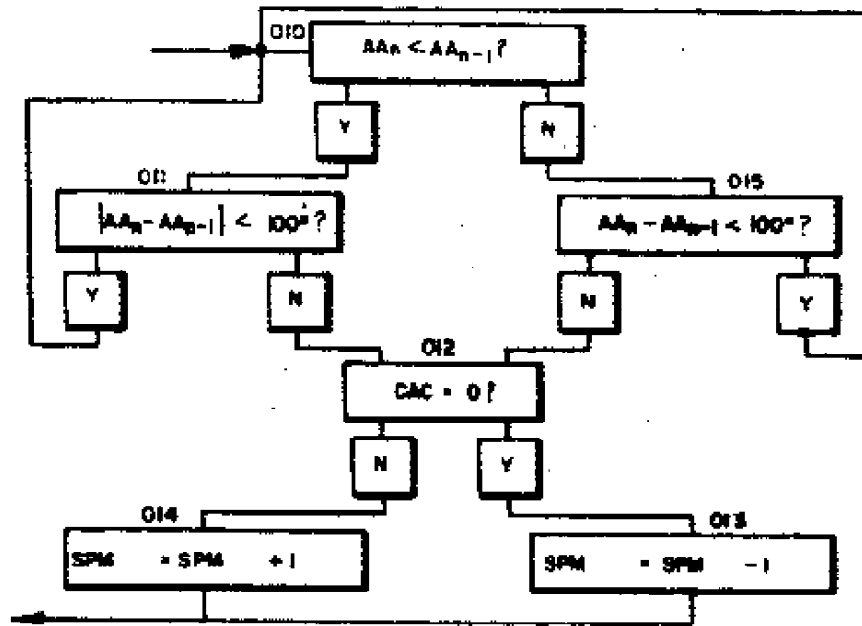 010
AAn < AAn-1 ?
Y
N
011
015
|AAn - AAn-1| < 100° ?
AAn - AAn-1 < 100° ?
Y
N
N
Y
012
CAC = 0 ?
N
Y
014
013
SPM = SPM + 1
SPM = SPM - 1